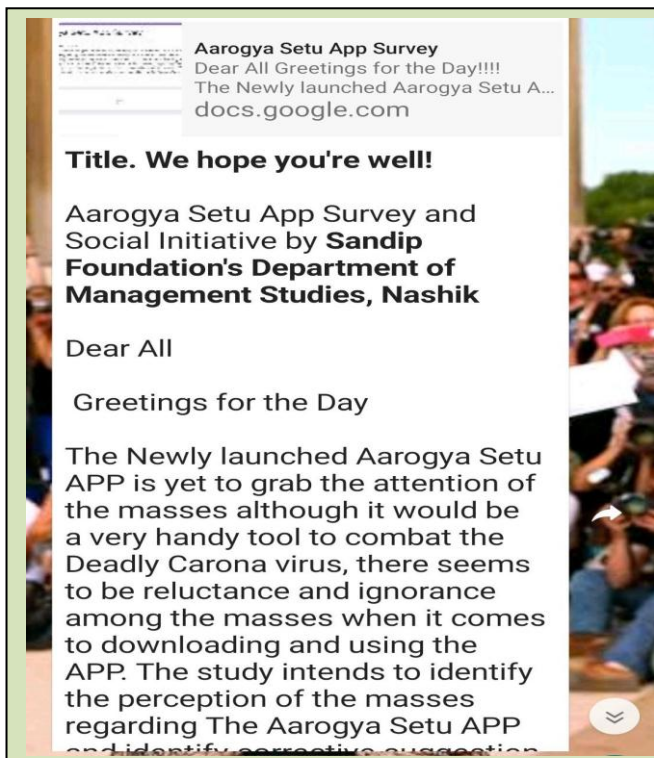 Aarogya Setu App Survey
Dear All Greetings for the Day!!!!
The Newly launched Aarogya Setu A...
docs.google.com
Title. We hope you're well!
Aarogya Setu App Survey and
Social Initiative by Sandip
Foundation's Department of
Management Studies, Nashik
Dear All
Greetings for the Day
The Newly launched Aarogya Setu
APP is yet to grab the attention of
the masses although it would be
a very handy tool to combat the
Deadly Carona virus, there seems
to be reluctance and ignorance
among the masses when it comes
to downloading and using the
APP. The study intends to identify
the perception of the masses
regarding The Aarogya Setu APP
and identify corrective suggestion